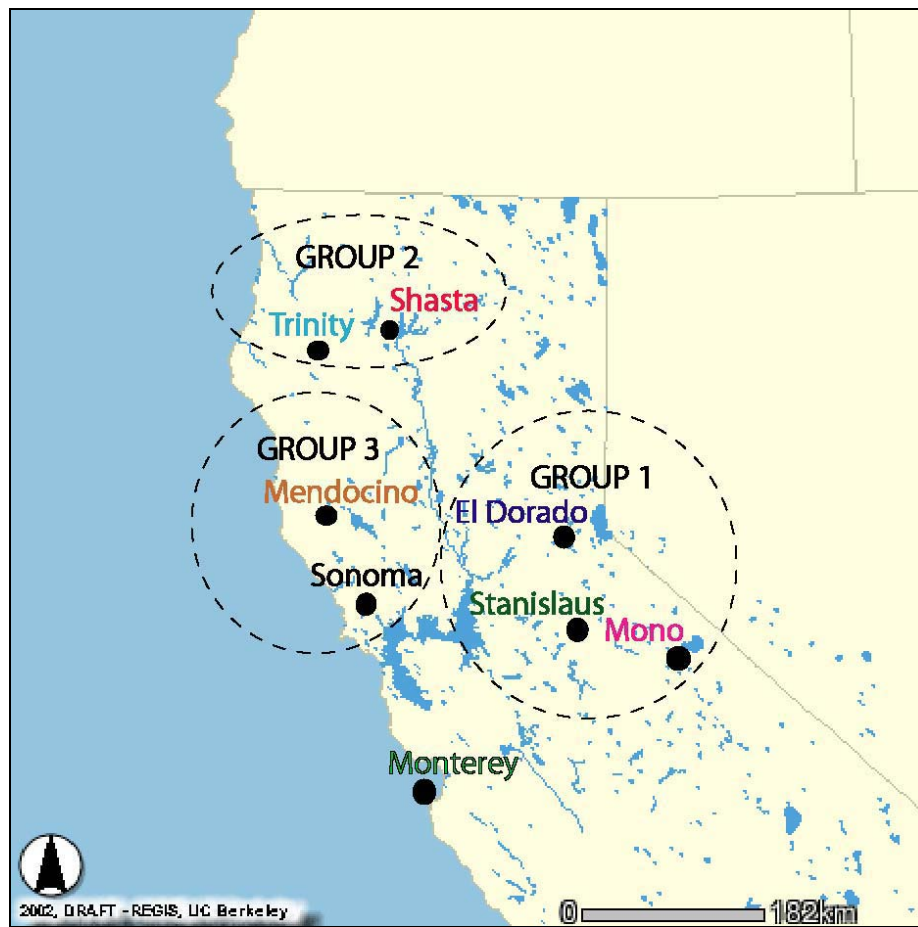 GROUP 2
Shasta
Trinity
GROUP 3
Mendocino
GROUP 1
El Dorado
Sonoma
Stanislaus
Mono
Monterey
2002, DRAFT - REGIS, UC Berkeley
0 182km